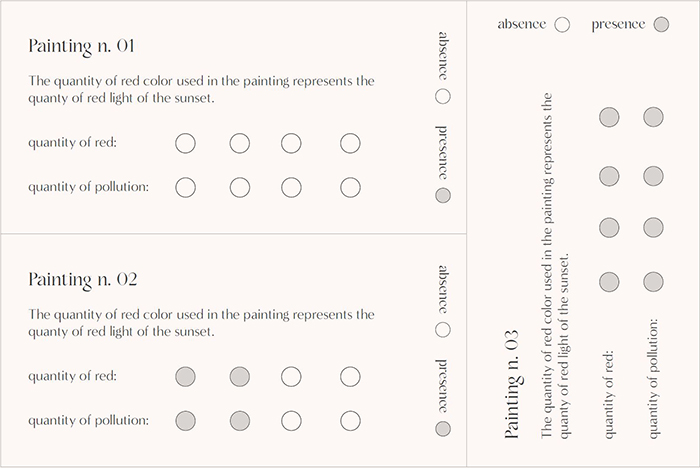 Painting n. 01
The quantity of red color used in the painting represents the
quanty of red light of the sunset.
quantity of red:
quantity of pollution:
absence
presence
Painting n. 02
The quantity of red color used in the painting represents the
quanty of red light of the sunset.
quantity of red:
quantity of pollution:
absence
presence
absence
presence
Painting n. 03
The quantity of red color used in the painting represents the
quanty of red light of the sunset.
quantity of red:
quantity of pollution: